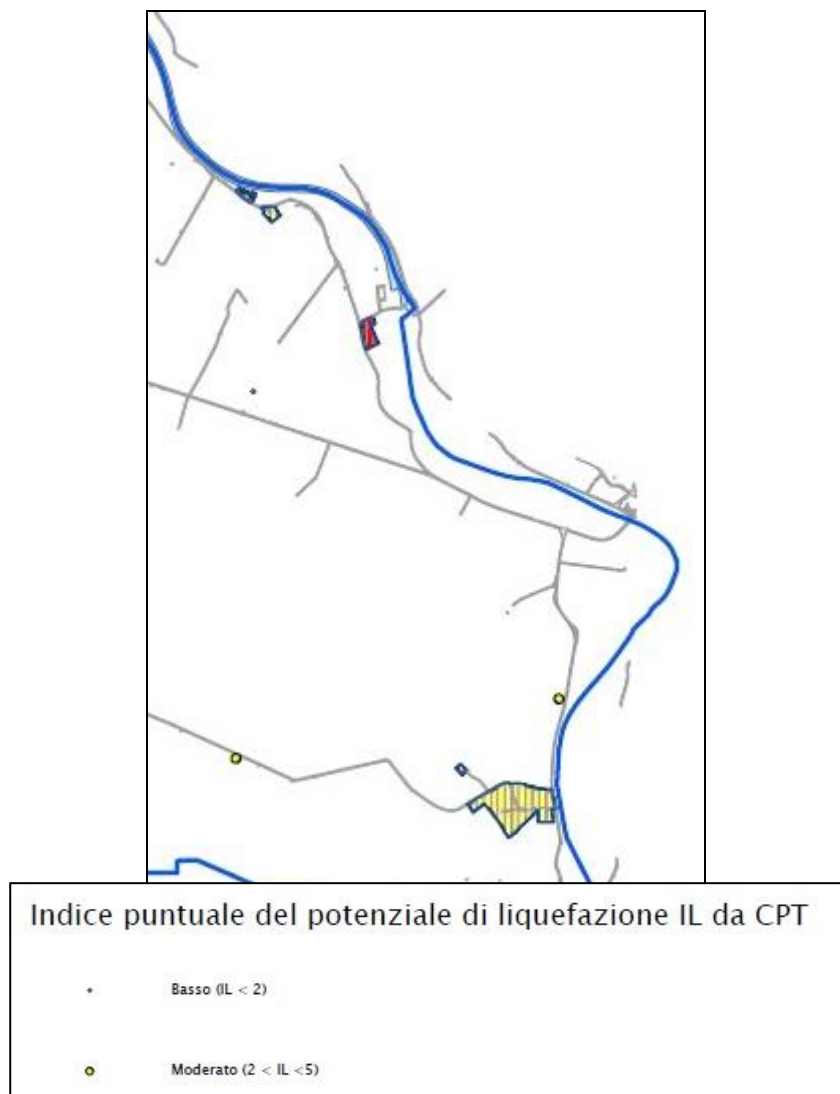 Indice puntuale del potenziale di liquefazione IL da CPT
Basso (IL < 2)
Moderato (2 < IL <5)